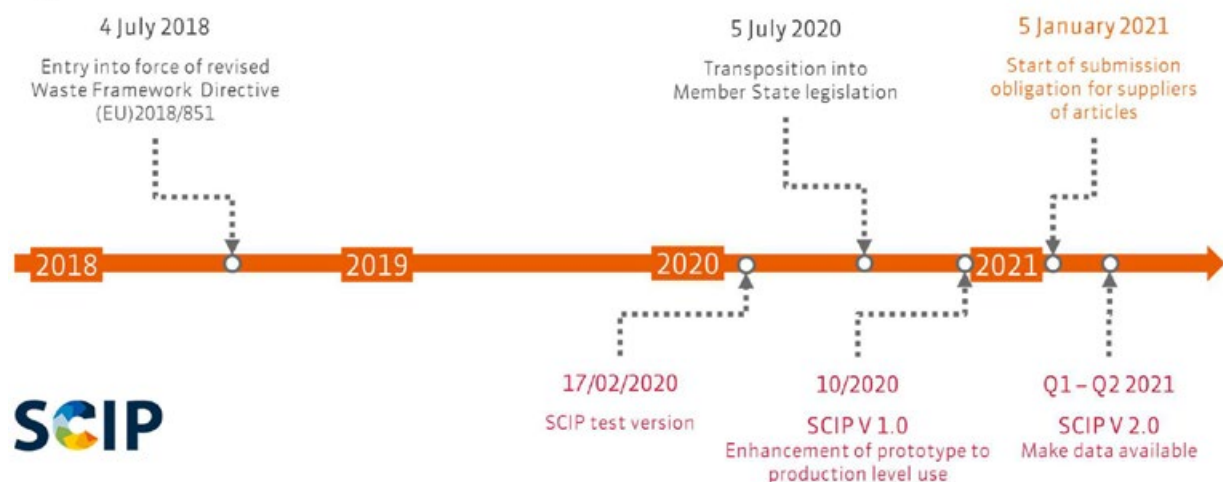 4 July 2018
Entry into force of revised
Waste Framework Directive
(EU)2018/851
5 July 2020
Transposition into
Member State legislation
5 January 2021
Start of submission
obligation for suppliers
of articles
2018
2019
2020
2021
17/02/2020
SCIP test version
10/2020
SCIP V 1.0
Enhancement of prototype to
production level use
Q1 – Q2 2021
SCIP V 2.0
Make data available
SCIP